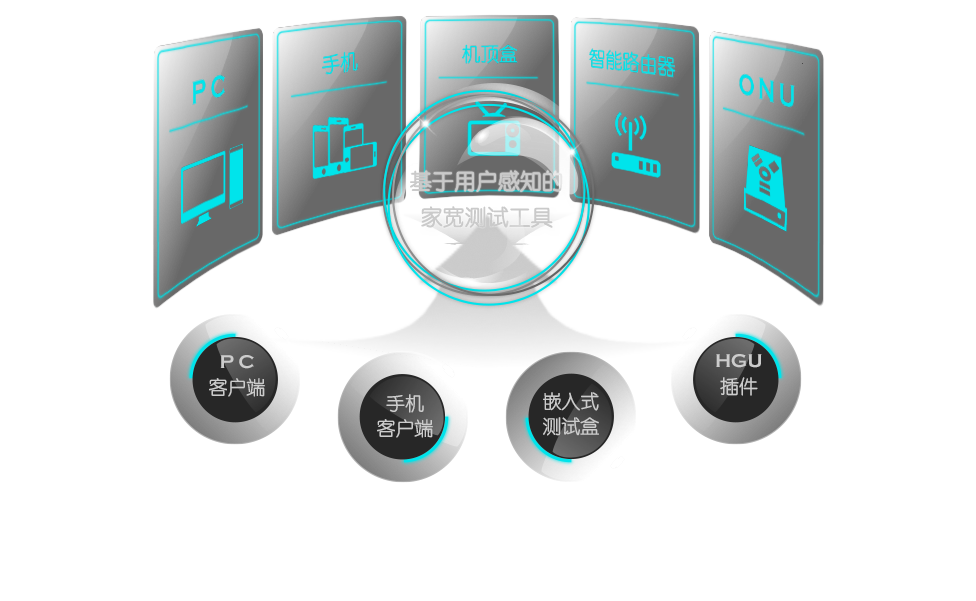 PC
手机
机顶盒
智能路由器
ONU
基于用户感知的
家宽测试工具
PC
客户端
手机
客户端
嵌入式
测试盒
HGU
插件